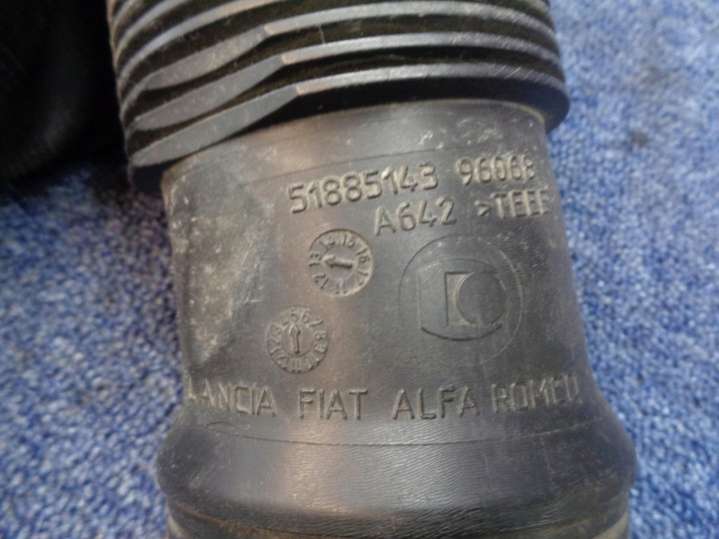 51885143 96068
A642 >TEEE
LANCIA FIAT ALFA ROMEO